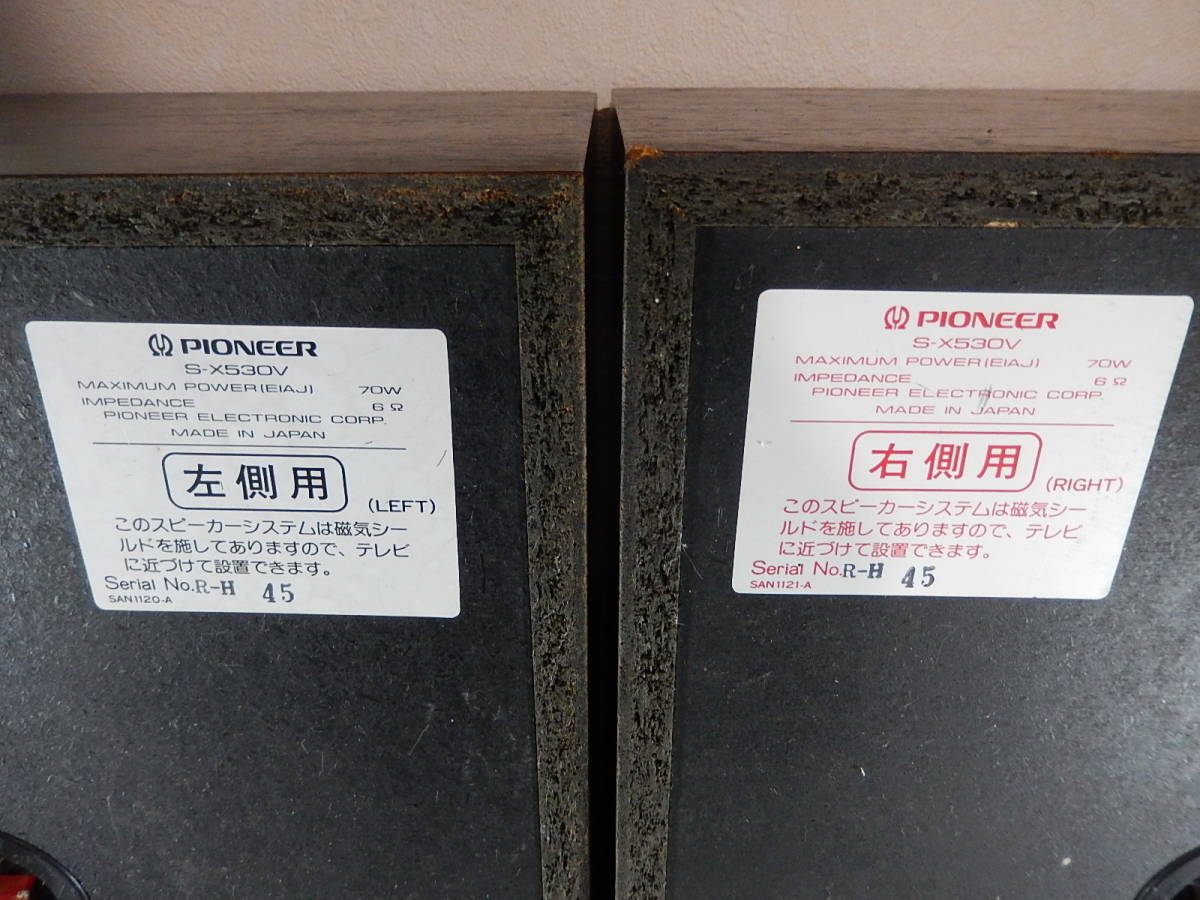 PIONEER
S-X530V
MAXIMUM POWER(EIAJ) 70W
IMPEDANCE 6Ω
PIONEER ELECTRONIC CORP.
MADE IN JAPAN
左側用
(LEFT)
このスピーカーシステムは磁気シー
ルドを施してありますので、テレビ
に近づけて設置できます。
Serial No.R-H 45
SAN1120-A
PIONEER
S-X530V
MAXIMUM POWER(EIAJ) 70W
IMPEDANCE 6Ω
PIONEER ELECTRONIC CORP.
MADE IN JAPAN
右側用
(RIGHT)
このスピーカーシステムは磁気シー
ルドを施してありますので、テレビ
に近づけて設置できます。
Serial No.R-H 45
SAN1121-A